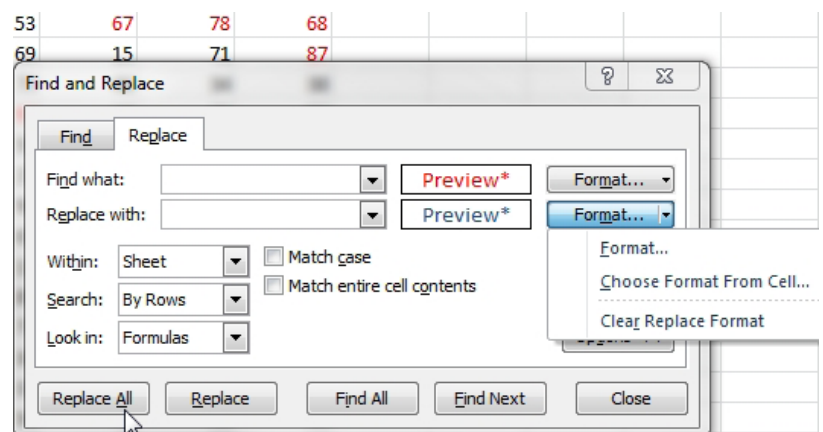 53 67 78 68
69 15 71 87
Find and Replace
Find Replace
Find what: Preview* Format...
Replace with: Preview* Format...
Format...
Within: Sheet Match case
Choose Format From Cell...
Match entire cell contents
Search: By Rows
Clear Replace Format
Look in: Formulas
Replace All Replace Find All Find Next Close